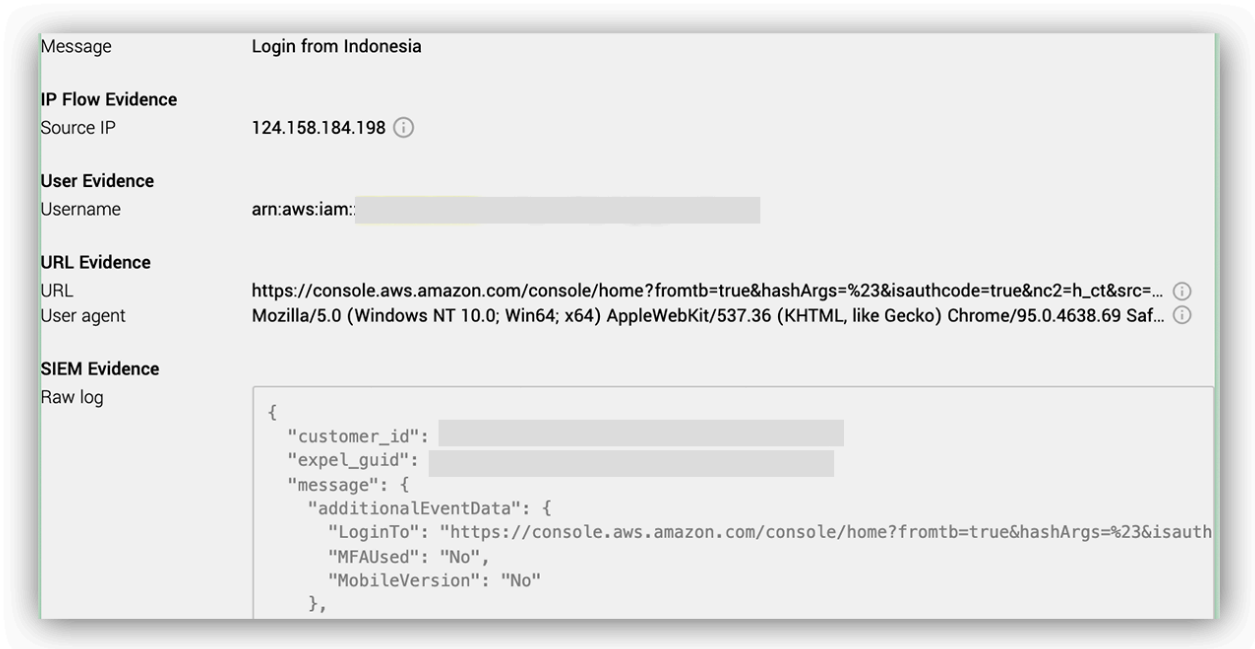 Message Login from Indonesia
IP Flow Evidence
Source IP 124.158.184.198
User Evidence
Username arn:aws:iam::
URL Evidence
URL https://console.aws.amazon.com/console/home?fromtb=true&hashArgs=%23&isauthcode=true&nc2=h_ct&src=...
User agent Mozilla/5.0 (Windows NT 10.0; Win64; x64) AppleWebKit/537.36 (KHTML, like Gecko) Chrome/95.0.4638.69 Saf...
SIEM Evidence
Raw log
{
"customer_id":
"expel_guid":
"message": {
"additionalEventData": {
"LoginTo": "https://console.aws.amazon.com/console/home?fromtb=true&hashArgs=%23&isauth
"MFAUsed": "No",
"MobileVersion": "No"
},